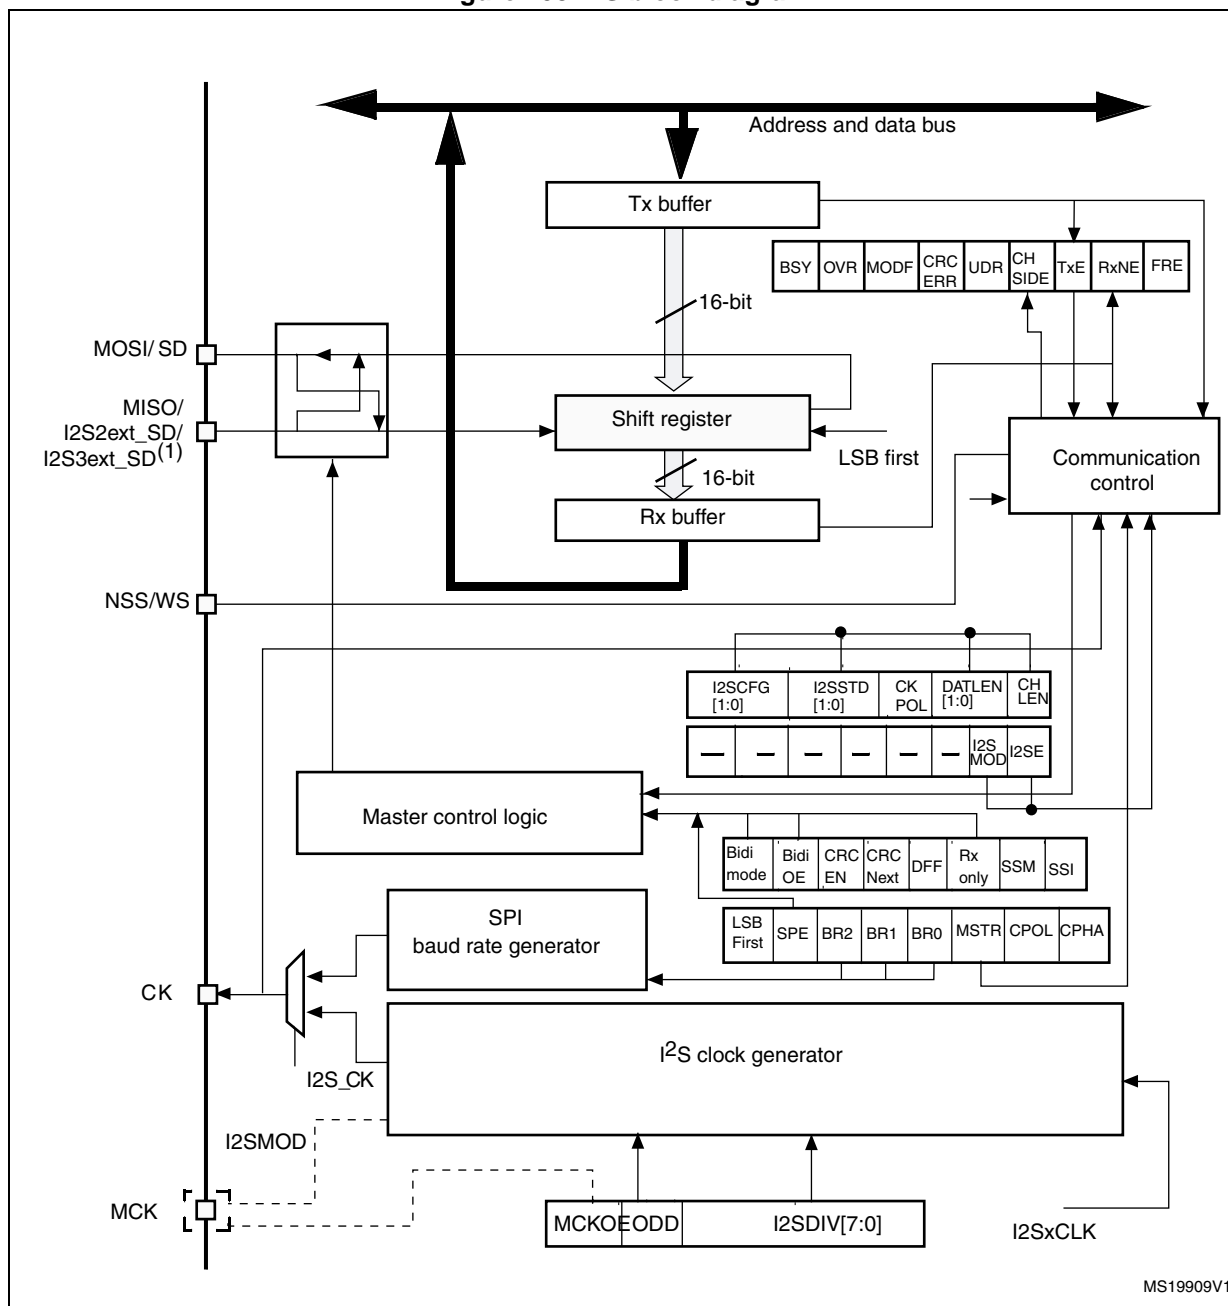 Address and data bus
Tx buffer
BSY OVR MODF CRC ERR UDR CH SIDE TxE RxNE FRE
16-bit
MOSI/ SD
MISO/
I2S2ext_SD/
I2S3ext_SD(1)
Shift register
LSB first
Communication
control
16-bit
Rx buffer
NSS/WS
I2SCFG [1:0] I2SSTD [1:0] CK POL DATLEN [1:0] CH LEN
— — — — — — I2S MOD I2SE
Master control logic
Bidi mode Bidi OE CRC EN CRC Next DFF Rx only SSM SSI
LSB First SPE BR2 BR1 BR0 MSTR CPOL CPHA
SPI
baud rate generator
CK
I2S clock generator
I2S_CK
I2SMOD
MCK
MCKOE ODD I2SDIV[7:0]
I2SxCLK
MS19909V1